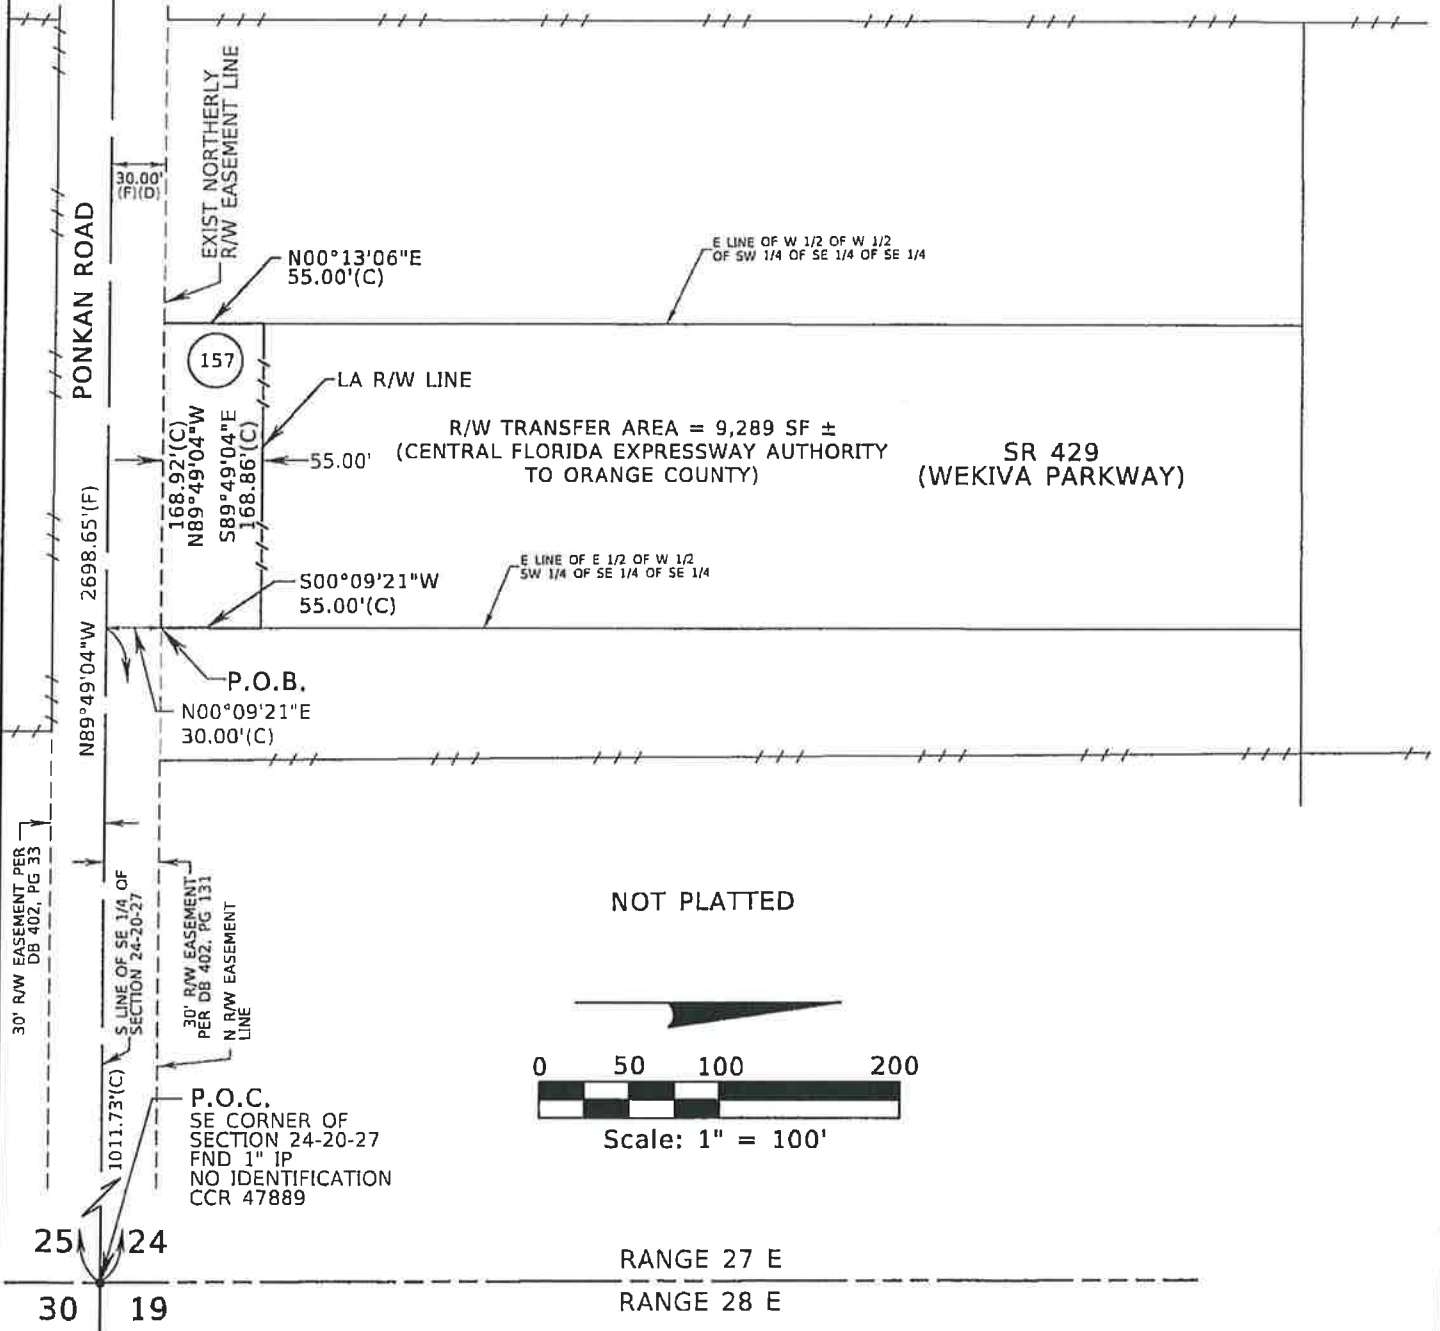 EXIST NORTHERLY
R/W EASEMENT LINE
30.00'
(F)(D)
PONKAN ROAD
N00°13'06"E
55.00'(C)
E LINE OF W 1/2 OF W 1/2
OF SW 1/4 OF SE 1/4 OF SE 1/4
157
LA R/W LINE
168.92'(C)
N89°49'04"W
S89°49'04"E
168.86'(C)
55.00'
R/W TRANSFER AREA = 9,289 SF ±
(CENTRAL FLORIDA EXPRESSWAY AUTHORITY
TO ORANGE COUNTY)
SR 429
(WEKIVA PARKWAY)
N89°49'04"W 2698.65'(F)
E LINE OF E 1/2 OF W 1/2
SW 1/4 OF SE 1/4 OF SE 1/4
S00°09'21"W
55.00'(C)
P.O.B.
N00°09'21"E
30.00'(C)
30' R/W EASEMENT PER
DB 402, PG 33
S LINE OF SE 1/4 OF
SECTION 24-20-27
30' R/W EASEMENT
PER DB 402, PG 131
N R/W EASEMENT
LINE
NOT PLATTED
0 50 100 200
Scale: 1" = 100'
1011.73'(C)
P.O.C.
SE CORNER OF
SECTION 24-20-27
FND 1" IP
NO IDENTIFICATION
CCR 47889
25 24
30 19
RANGE 27 E
RANGE 28 E